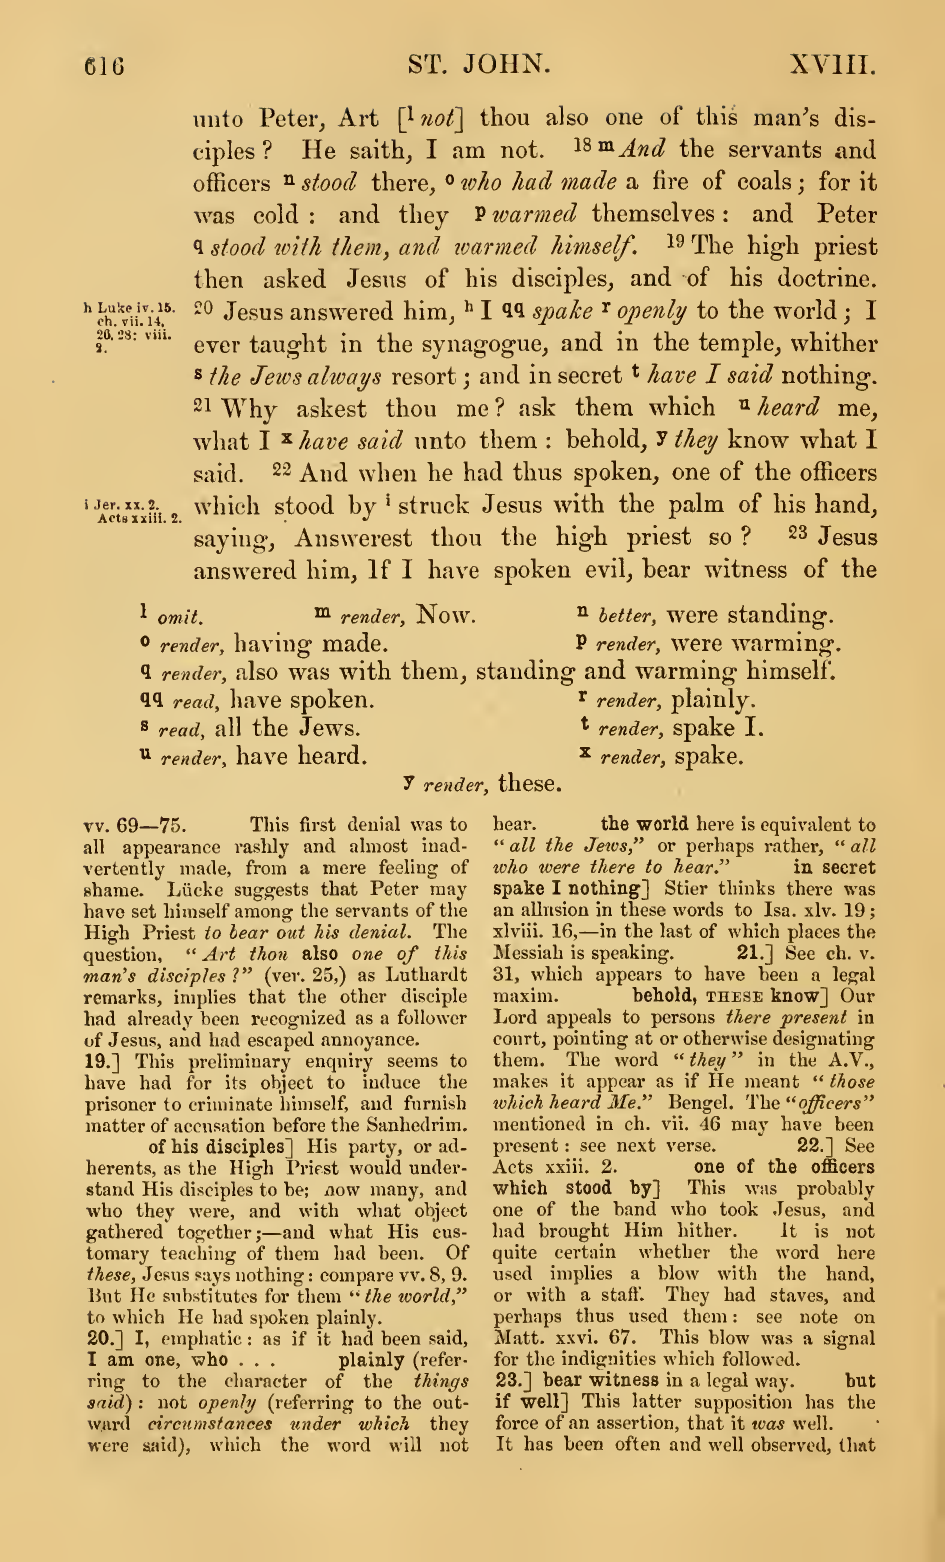 616 ST. JOHN. XVIII.
unto Peter, Art [l not] thou also one of this man's dis-
ciples? He saith, I am not. 18 m And the servants and
officers n stood there, o who had made a fire of coals; for it
was cold: and they p warmed themselves: and Peter
q stood with them, and warmed himself. 19 The high priest
then asked Jesus of his disciples, and of his doctrine.
h Luke iv. 15.
ch. vii. 14,
26, 28: viii.
2.
20 Jesus answered him, h I qq spake r openly to the world; I
ever taught in the synagogue, and in the temple, whither
s the Jews always resort; and in secret t have I said nothing.
21 Why askest thou me? ask them which u heard me,
what I x have said unto them: behold, y they know what I
said. 22 And when he had thus spoken, one of the officers
i Jer. xx. 2.
Acts xxiii. 2.
which stood by i struck Jesus with the palm of his hand,
saying, Answerest thou the high priest so? 23 Jesus
answered him, If I have spoken evil, bear witness of the
l omit. m render, Now. n better, were standing.
o render, having made. p render, were warming.
q render, also was with them, standing and warming himself.
qq read, have spoken. r render, plainly.
s read, all the Jews. t render, spake I.
u render, have heard. x render, spake.
y render, these.
vv. 69—75. This first denial was to
all appearance rashly and almost inad-
vertently made, from a mere feeling of
shame. Lücke suggests that Peter may
have set himself among the servants of the
High Priest to bear out his denial. The
question, "Art thou also one of this
man's disciples?" (ver. 25,) as Luthardt
remarks, implies that the other disciple
had already been recognized as a follower
of Jesus, and had escaped annoyance.
19.] This preliminary enquiry seems to
have had for its object to induce the
prisoner to criminate himself, and furnish
matter of accusation before the Sanhedrim.
of his disciples] His party, or ad-
herents, as the High Priest would under-
stand His disciples to be; now many, and
who they were, and with what object
gathered together;—and what His cus-
tomary teaching of them had been. Of
these, Jesus says nothing: compare vv. 8, 9.
But He substitutes for them "the world,"
to which He had spoken plainly.
20.] I, emphatic: as if it had been said,
I am one, who . . . plainly (refer-
ring to the character of the things
said): not openly (referring to the out-
ward circumstances under which they
were said), which the word will not
hear. the world here is equivalent to
"all the Jews," or perhaps rather, "all
who were there to hear." in secret
spake I nothing] Stier thinks there was
an allusion in these words to Isa. xlv. 19;
xlviii. 16,—in the last of which places the
Messiah is speaking. 21.] See ch. v.
31, which appears to have been a legal
maxim. behold, THESE know] Our
Lord appeals to persons there present in
court, pointing at or otherwise designating
them. The word "they" in the A.V.,
makes it appear as if He meant "those
which heard Me." Bengel. The "officers"
mentioned in ch. vii. 46 may have been
present: see next verse. 22.] See
Acts xxiii. 2. one of the officers
which stood by] This was probably
one of the band who took Jesus, and
had brought Him hither. It is not
quite certain whether the word here
used implies a blow with the hand,
or with a staff. They had staves, and
perhaps thus used them: see note on
Matt. xxvi. 67. This blow was a signal
for the indignities which followed.
23.] bear witness in a legal way. but
if well] This latter supposition has the
force of an assertion, that it was well.
It has been often and well observed, that